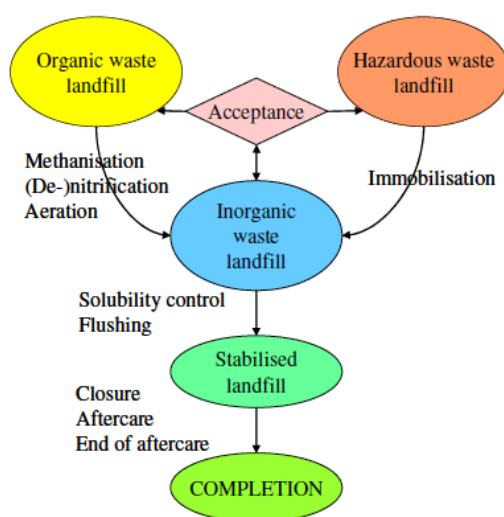 Organic waste
landfill
Hazardous waste
landfill
Acceptance
Methanisation
(De-)nitrification
Aeration
Immobilisation
Inorganic
waste
landfill
Solubility control
Flushing
Stabilised
landfill
Closure
Aftercare
End of aftercare
COMPLETION